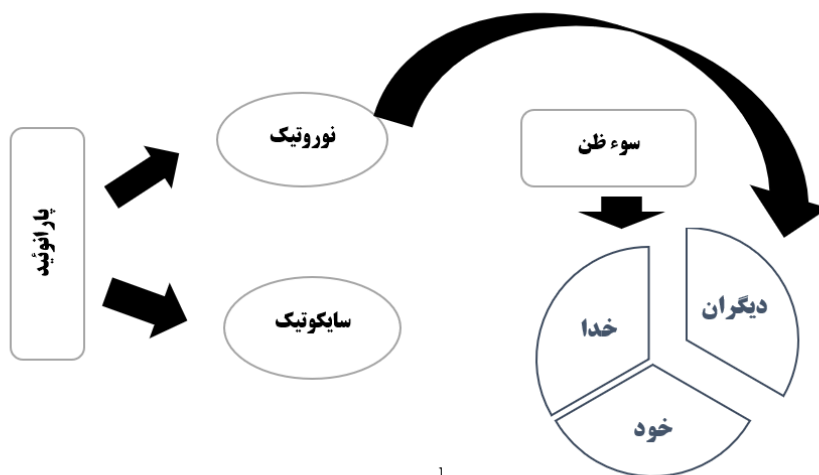 پارانوئید
نوروتیک
سایکوتیک
سوء ظن
دیگران
خدا
خود
1